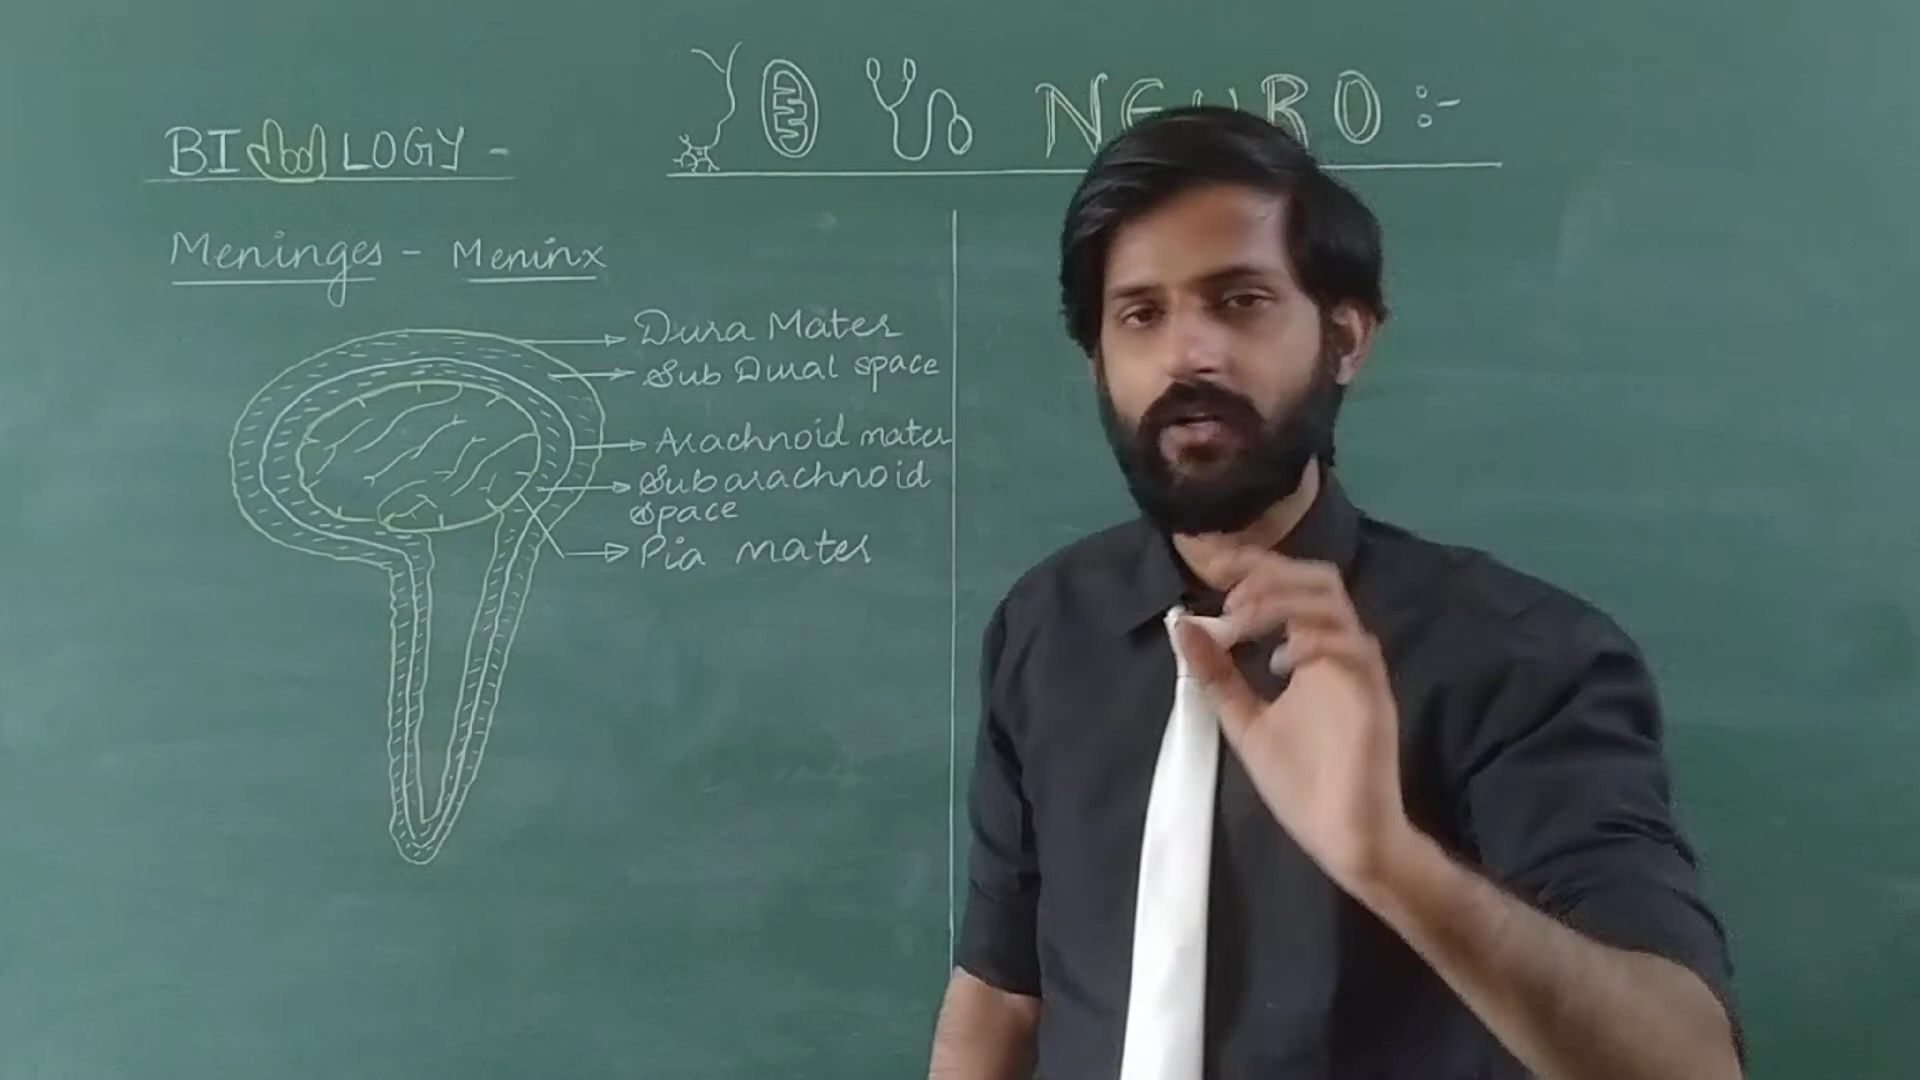 BIOLOGY -
NEURO :-
Meninges - Meninx
Dura Mater
Sub Dural space
Arachnoid mater
Subarachnoid
space
Pia mater